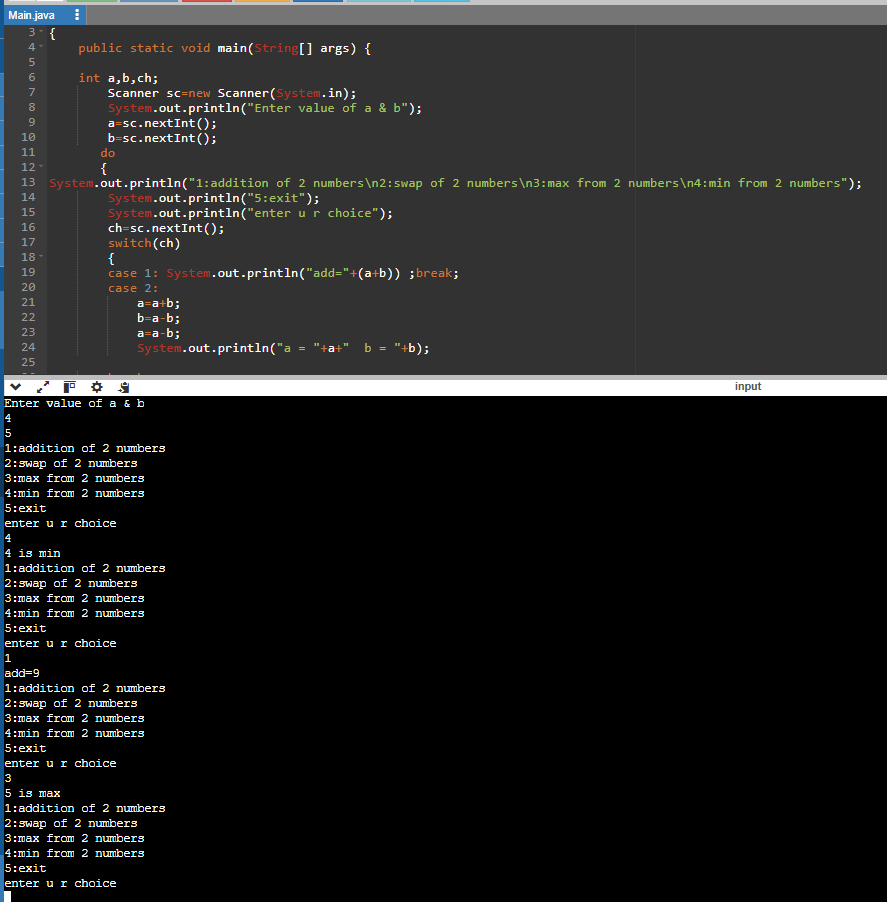 Main.java
3 {
4 public static void main(String[] args) {
5
6 int a,b,ch;
7 Scanner sc=new Scanner(System.in);
8 System.out.println("Enter value of a & b");
9 a=sc.nextInt();
10 b=sc.nextInt();
11 do
12 {
13 System.out.println("1:addition of 2 numbers\n2:swap of 2 numbers\n3:max from 2 numbers\n4:min from 2 numbers");
14 System.out.println("5:exit");
15 System.out.println("enter u r choice");
16 ch=sc.nextInt();
17 switch(ch)
18 {
19 case 1: System.out.println("add="+(a+b)) ;break;
20 case 2:
21 a=a+b;
22 b=a-b;
23 a=a-b;
24 System.out.println("a = "+a+"  b = "+b);
25
input
Enter value of a & b
4
5
1:addition of 2 numbers
2:swap of 2 numbers
3:max from 2 numbers
4:min from 2 numbers
5:exit
enter u r choice
4
4 is min
1:addition of 2 numbers
2:swap of 2 numbers
3:max from 2 numbers
4:min from 2 numbers
5:exit
enter u r choice
1
add=9
1:addition of 2 numbers
2:swap of 2 numbers
3:max from 2 numbers
4:min from 2 numbers
5:exit
enter u r choice
3
5 is max
1:addition of 2 numbers
2:swap of 2 numbers
3:max from 2 numbers
4:min from 2 numbers
5:exit
enter u r choice